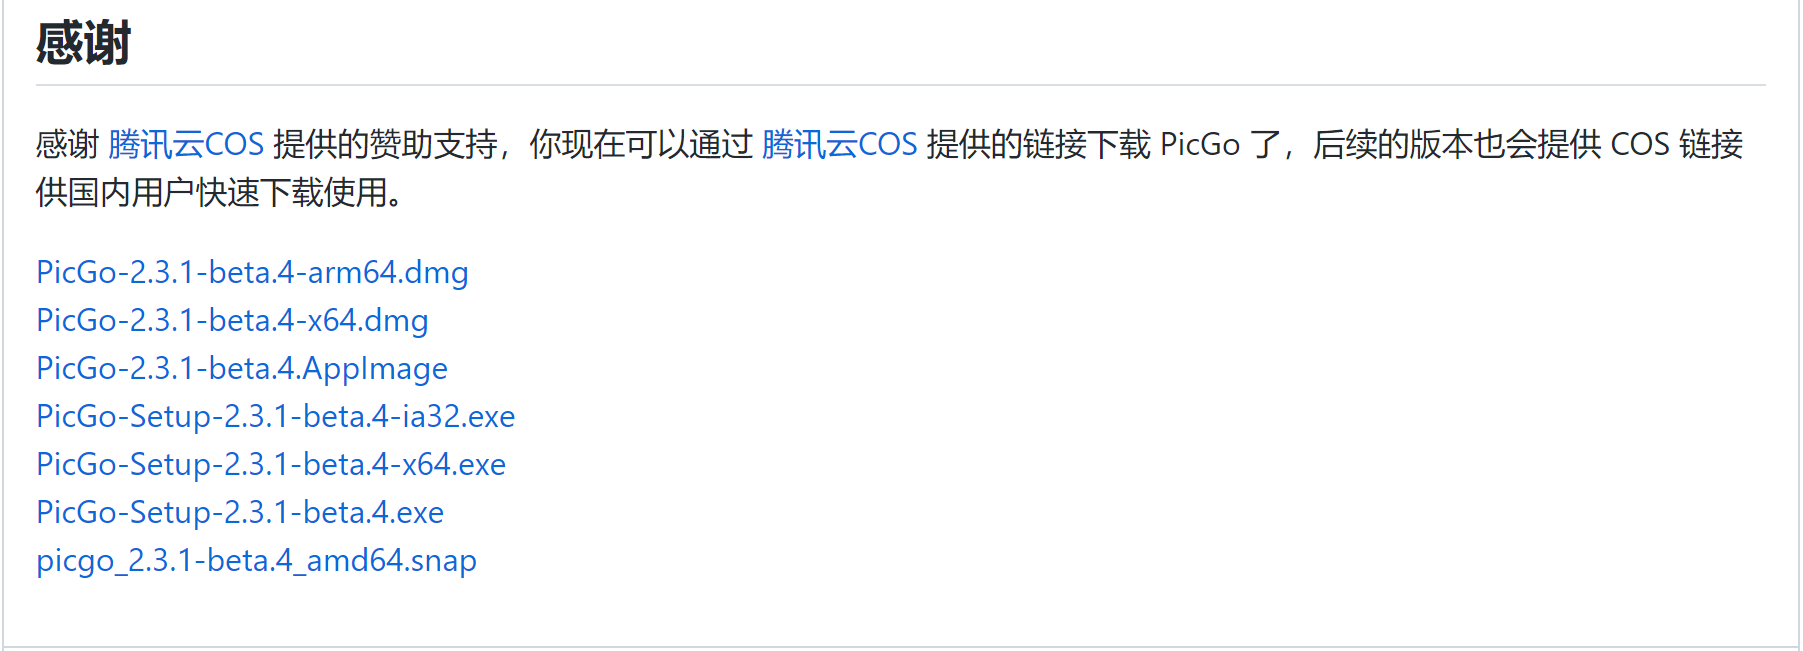 感谢
感谢 腾讯云COS 提供的赞助支持，你现在可以通过 腾讯云COS 提供的链接下载 PicGo 了，后续的版本也会提供 COS 链接
供国内用户快速下载使用。
PicGo-2.3.1-beta.4-arm64.dmg
PicGo-2.3.1-beta.4-x64.dmg
PicGo-2.3.1-beta.4.AppImage
PicGo-Setup-2.3.1-beta.4-ia32.exe
PicGo-Setup-2.3.1-beta.4-x64.exe
PicGo-Setup-2.3.1-beta.4.exe
picgo_2.3.1-beta.4_amd64.snap